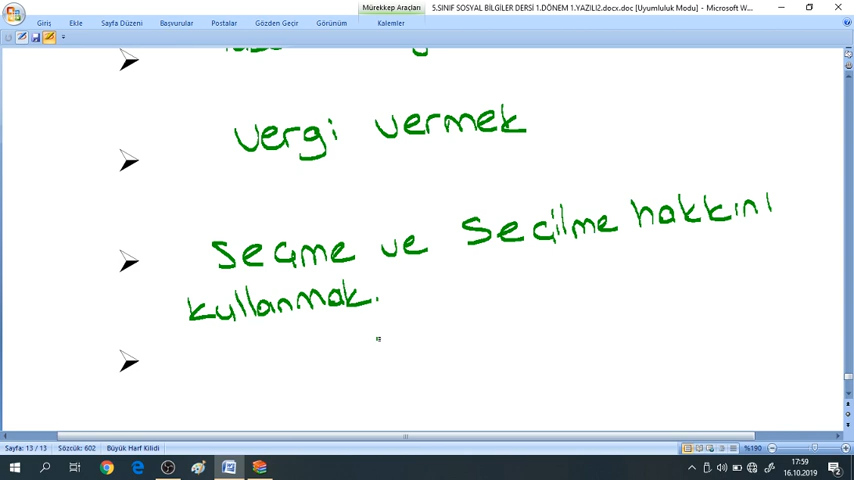 Mürekkep Araçları
5.SINIF SOSYAL BİLGİLER DERSİ 1.DÖNEM 1.YAZILI2.docx.doc [Uyumluluk Modu] - Microsoft W...
Giriş Ekle Sayfa Düzeni Başvurular Postalar Gözden Geçir Görünüm Kalemler
vergi vermek
seçme ve seçilme hakkını
kullanmak.
Sayfa: 13 / 13 Sözcük: 602 Büyük Harf Kilidi %190
17:59
16.10.2019
2